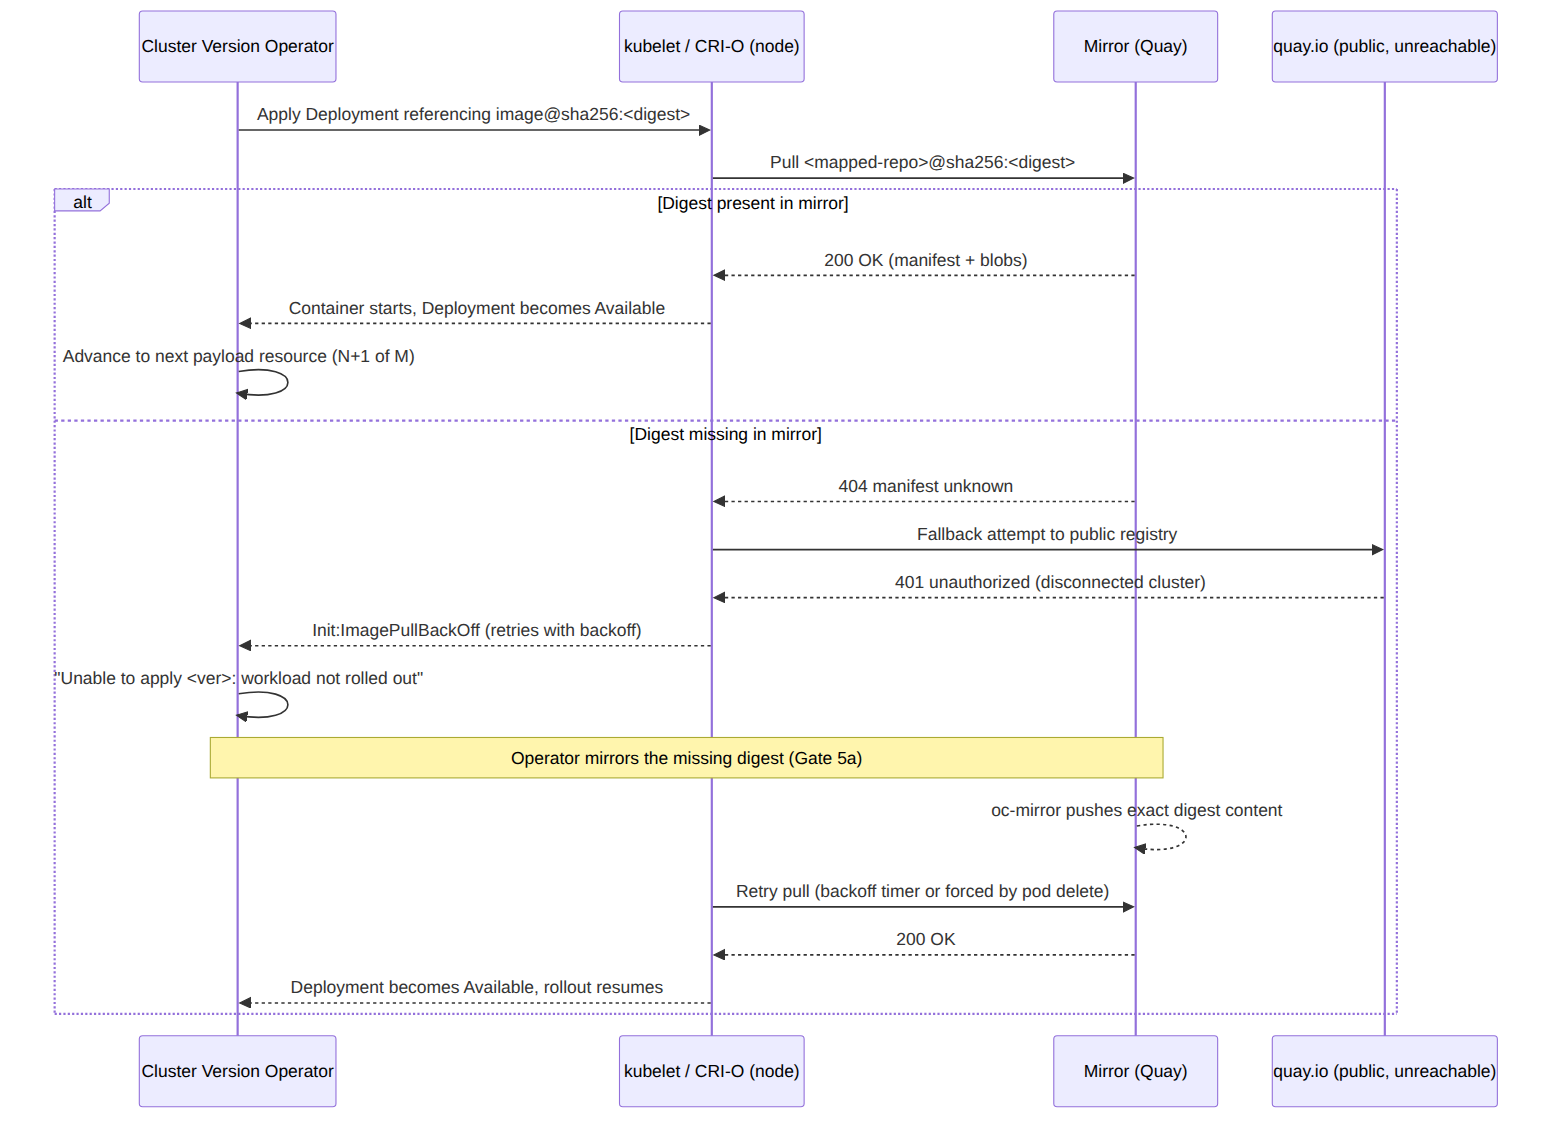 Cluster Version Operator
kubelet / CRI-O (node)
Mirror (Quay)
quay.io (public, unreachable)
Apply Deployment referencing image@sha256:<digest>
Pull <mapped-repo>@sha256:<digest>
alt
[Digest present in mirror]
200 OK (manifest + blobs)
Container starts, Deployment becomes Available
Advance to next payload resource (N+1 of M)
[Digest missing in mirror]
404 manifest unknown
Fallback attempt to public registry
401 unauthorized (disconnected cluster)
Init:ImagePullBackOff (retries with backoff)
"Unable to apply <ver>: workload not rolled out"
Operator mirrors the missing digest (Gate 5a)
oc-mirror pushes exact digest content
Retry pull (backoff timer or forced by pod delete)
200 OK
Deployment becomes Available, rollout resumes
Cluster Version Operator
kubelet / CRI-O (node)
Mirror (Quay)
quay.io (public, unreachable)